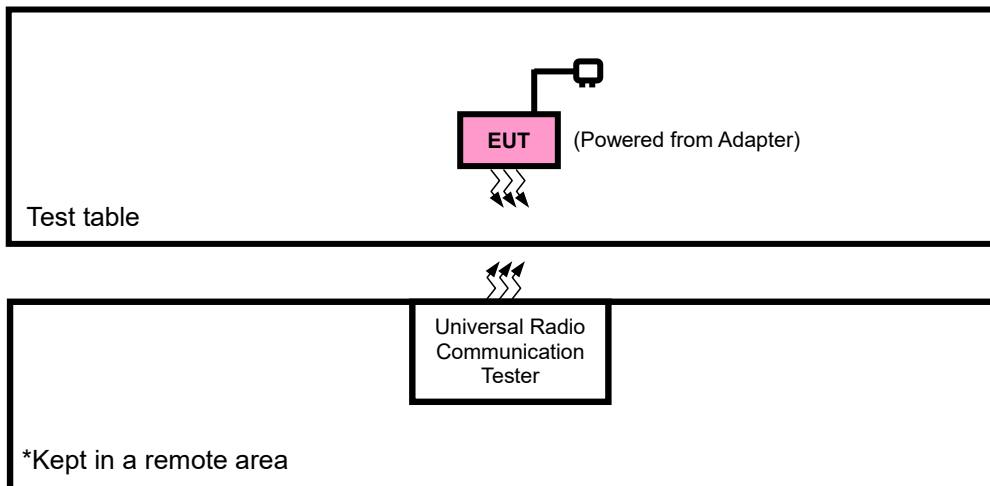 EUT
(Powered from Adapter)
Test table
Universal Radio
Communication
Tester
*Kept in a remote area